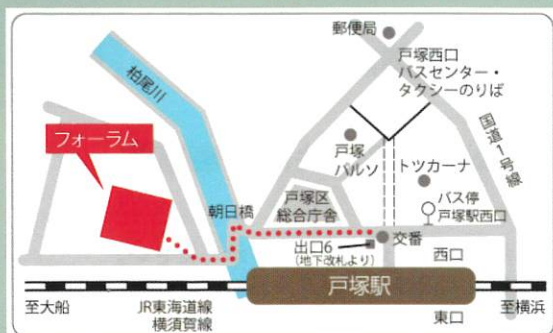 郵便局
戸塚西口
バスセンター・
タクシーのりば
柏尾川
国道1号線
フォーラム
戸塚
パルソ
トツカーナ
戸塚区
総合庁舎
バス停
戸塚駅西口
朝日橋
交番
出口6
(地下改札より)
西口
戸塚駅
至大船
JR東海道線
横須賀線
東口
至横浜